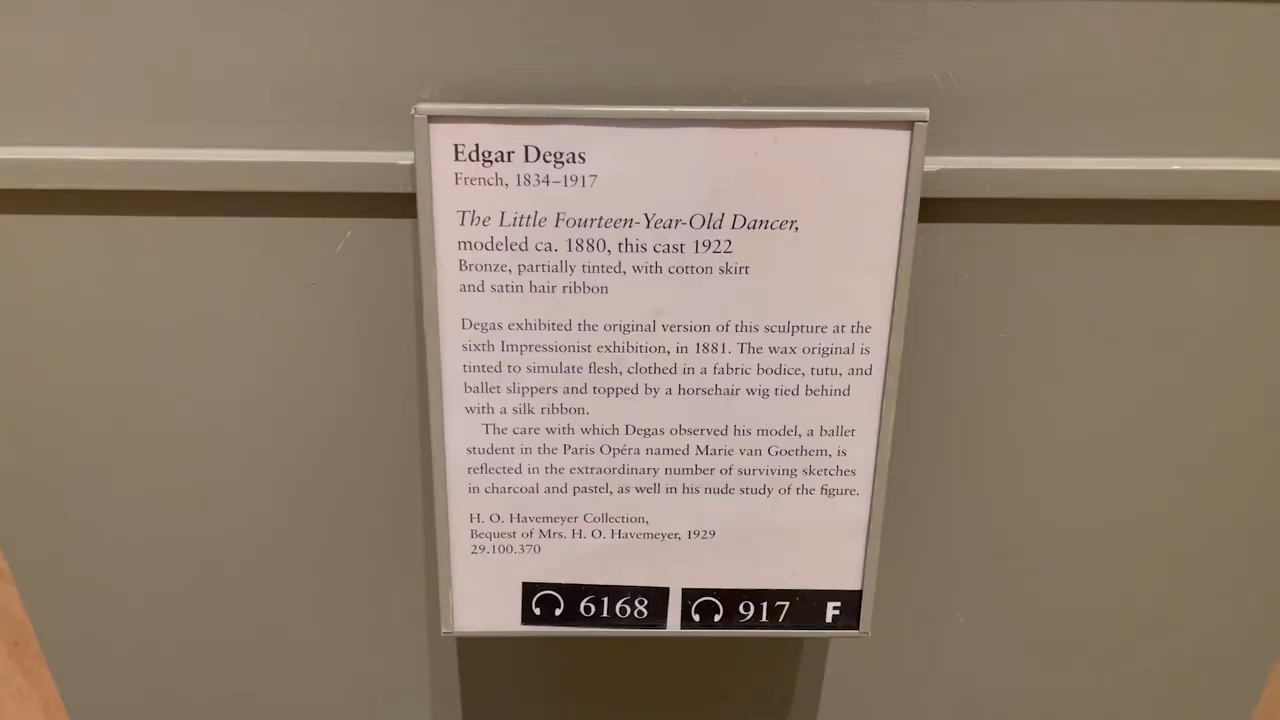 Edgar Degas
French, 1834–1917
The Little Fourteen-Year-Old Dancer,
modeled ca. 1880, this cast 1922
Bronze, partially tinted, with cotton skirt
and satin hair ribbon
Degas exhibited the original version of this sculpture at the
sixth Impressionist exhibition, in 1881. The wax original is
tinted to simulate flesh, clothed in a fabric bodice, tutu, and
ballet slippers and topped by a horsehair wig tied behind
with a silk ribbon.
The care with which Degas observed his model, a ballet
student in the Paris Opéra named Marie van Goethem, is
reflected in the extraordinary number of surviving sketches
in charcoal and pastel, as well in his nude study of the figure.
H. O. Havemeyer Collection,
Bequest of Mrs. H. O. Havemeyer, 1929
29.100.370
6168 917 F